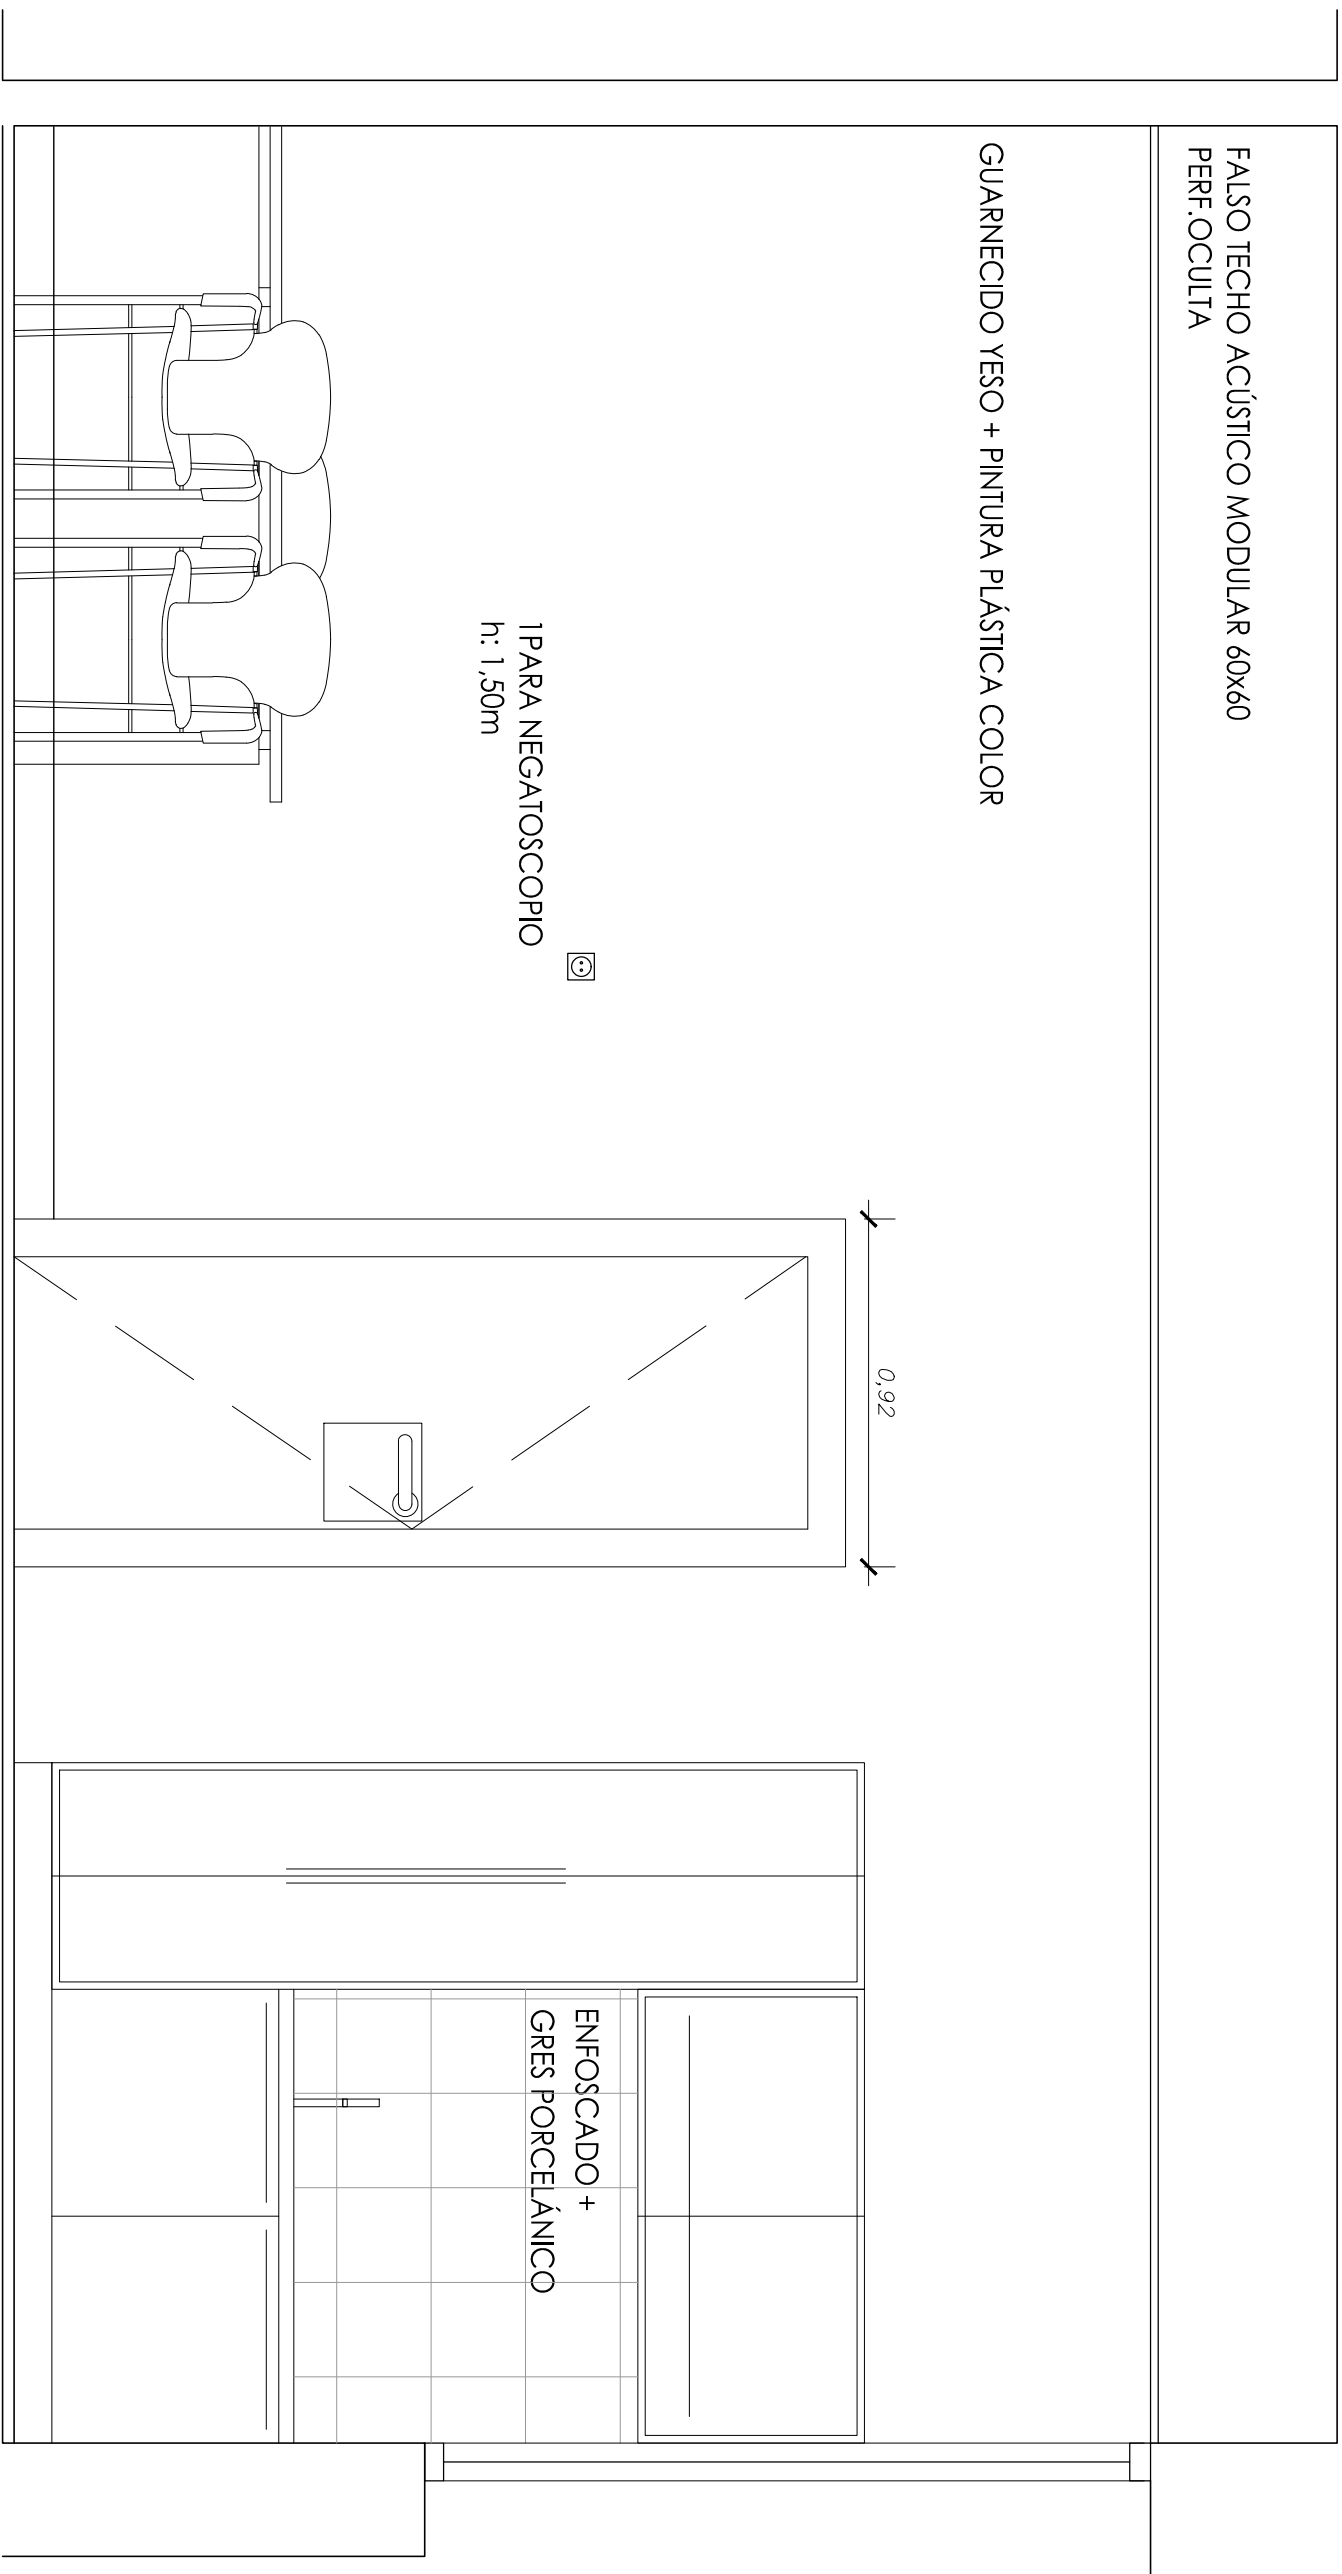 FALSO TECHO ACÚSTICO MODULAR 60x60
PERF.OCULTA
GUARNECIDO YESO + PINTURA PLÁSTICA COLOR
1PARA NEGATOSCOPIO
h: 1,50m
0,92
ENFOSCADO +
GRES PORCELÁNICO